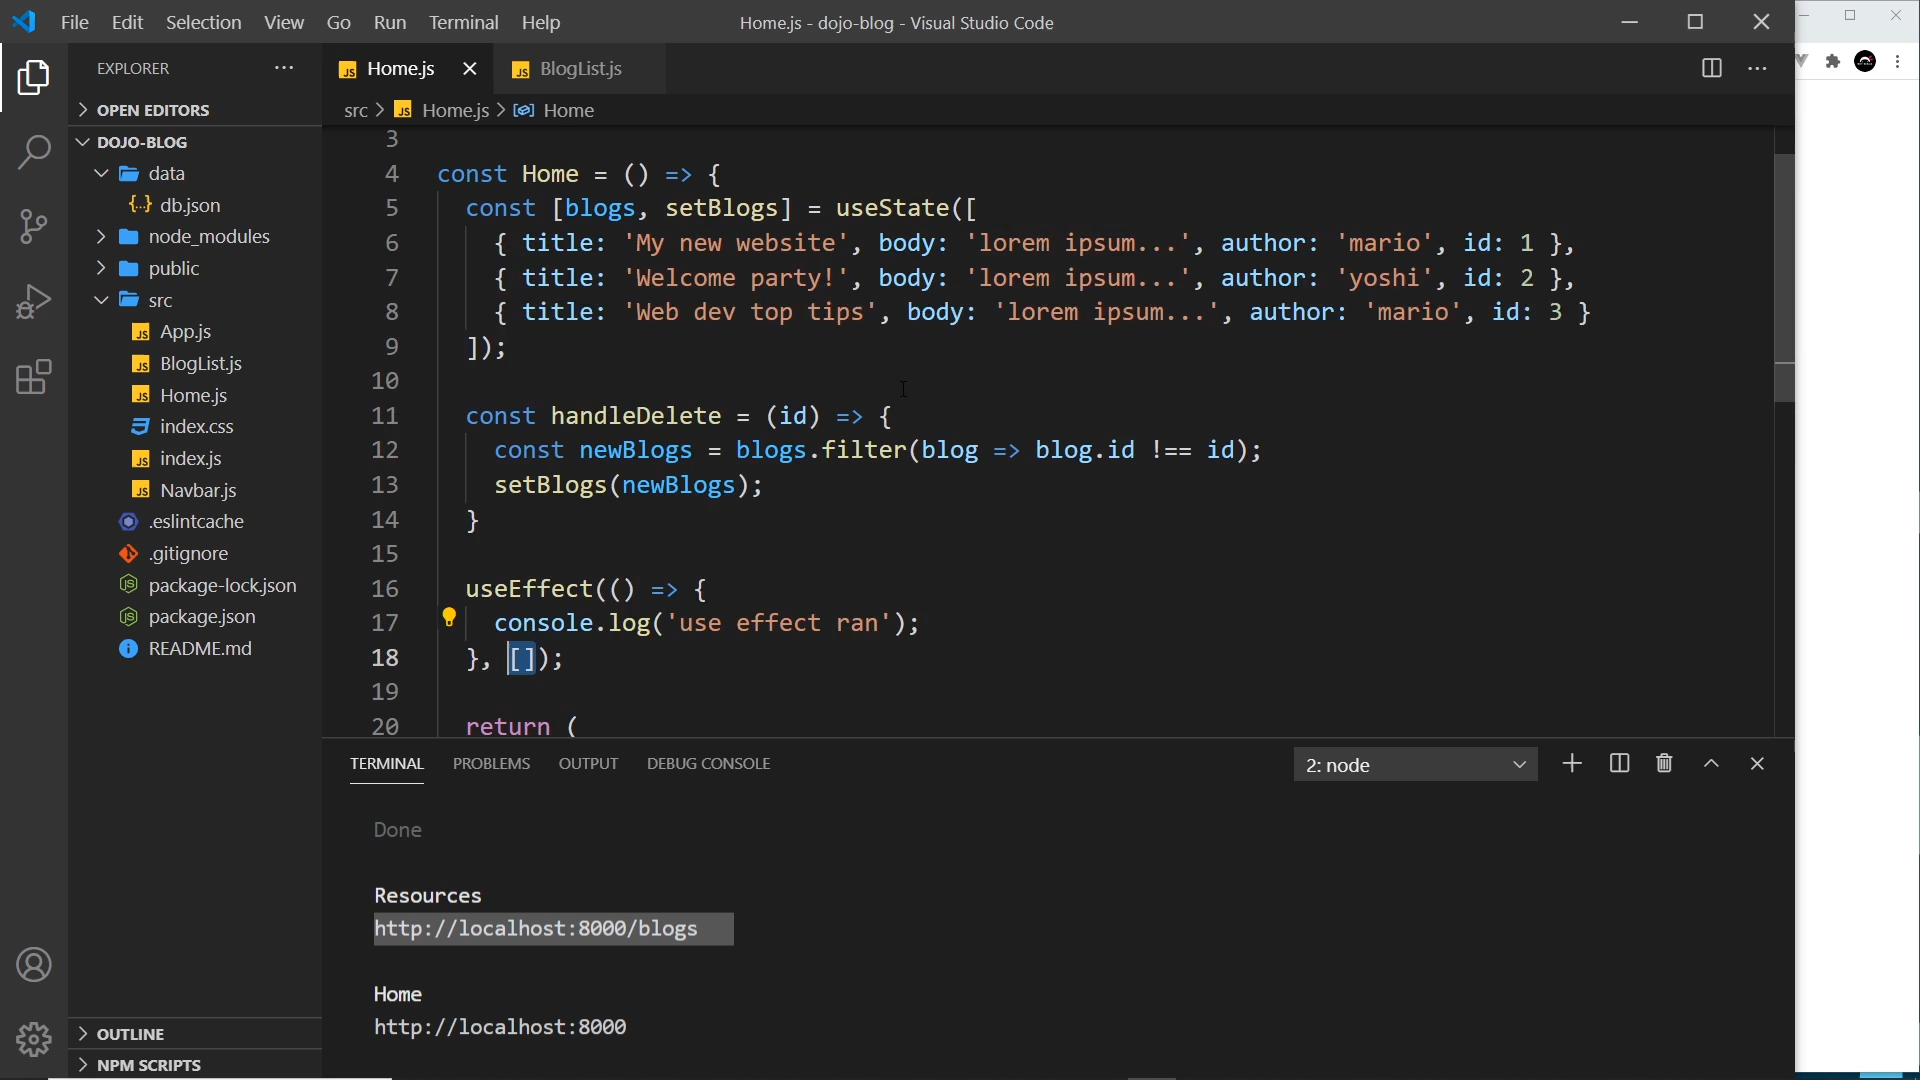 File Edit Selection View Go Run Terminal Help
Home.js - dojo-blog - Visual Studio Code
EXPLORER
OPEN EDITORS
DOJO-BLOG
data
db.json
node_modules
public
src
App.js
BlogList.js
Home.js
index.css
index.js
Navbar.js
.eslintcache
.gitignore
package-lock.json
package.json
README.md
OUTLINE
NPM SCRIPTS
Home.js BlogList.js
src > Home.js > Home
3
4 const Home = () => {
5 const [blogs, setBlogs] = useState([
6 { title: 'My new website', body: 'lorem ipsum...', author: 'mario', id: 1 },
7 { title: 'Welcome party!', body: 'lorem ipsum...', author: 'yoshi', id: 2 },
8 { title: 'Web dev top tips', body: 'lorem ipsum...', author: 'mario', id: 3 }
9 ]);
10
11 const handleDelete = (id) => {
12 const newBlogs = blogs.filter(blog => blog.id !== id);
13 setBlogs(newBlogs);
14 }
15
16 useEffect(() => {
17 console.log('use effect ran');
18 }, []);
19
20 return (
TERMINAL PROBLEMS OUTPUT DEBUG CONSOLE 2: node
Done
Resources
http://localhost:8000/blogs
Home
http://localhost:8000